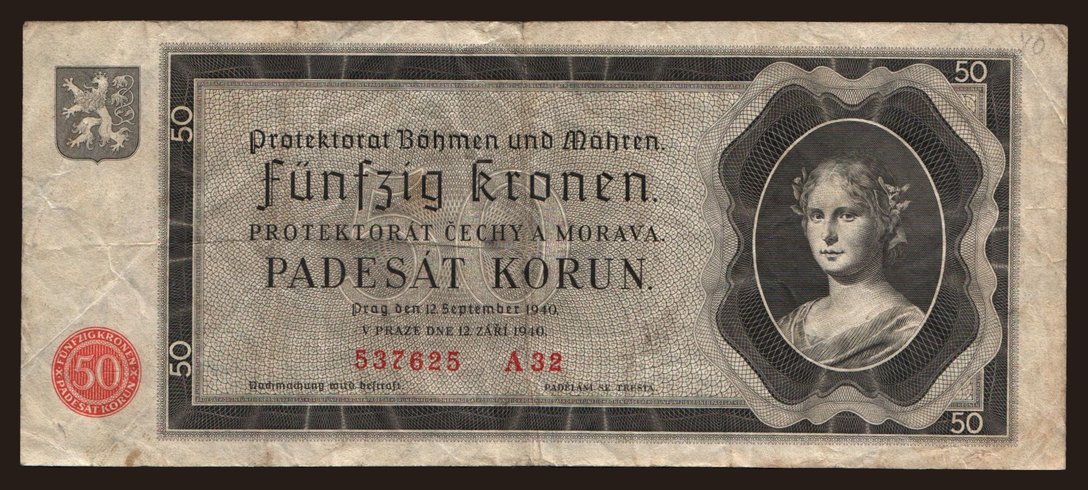 50
50
Protektorat Böhmen und Mähren.
Fünfzig Kronen.
PROTEKTORÁT ČECHY A MORAVA.
PADESÁT KORUN.
Prag den 12. September 1940.
V PRAZE DNE 12. ZÁŘÍ 1940.
537625 A 32
Nachmachung wird bestraft.
PADĚLÁNÍ SE TRESTÁ.
50
50
FÜNFZIG KRONEN
50
PADESÁT KORUN